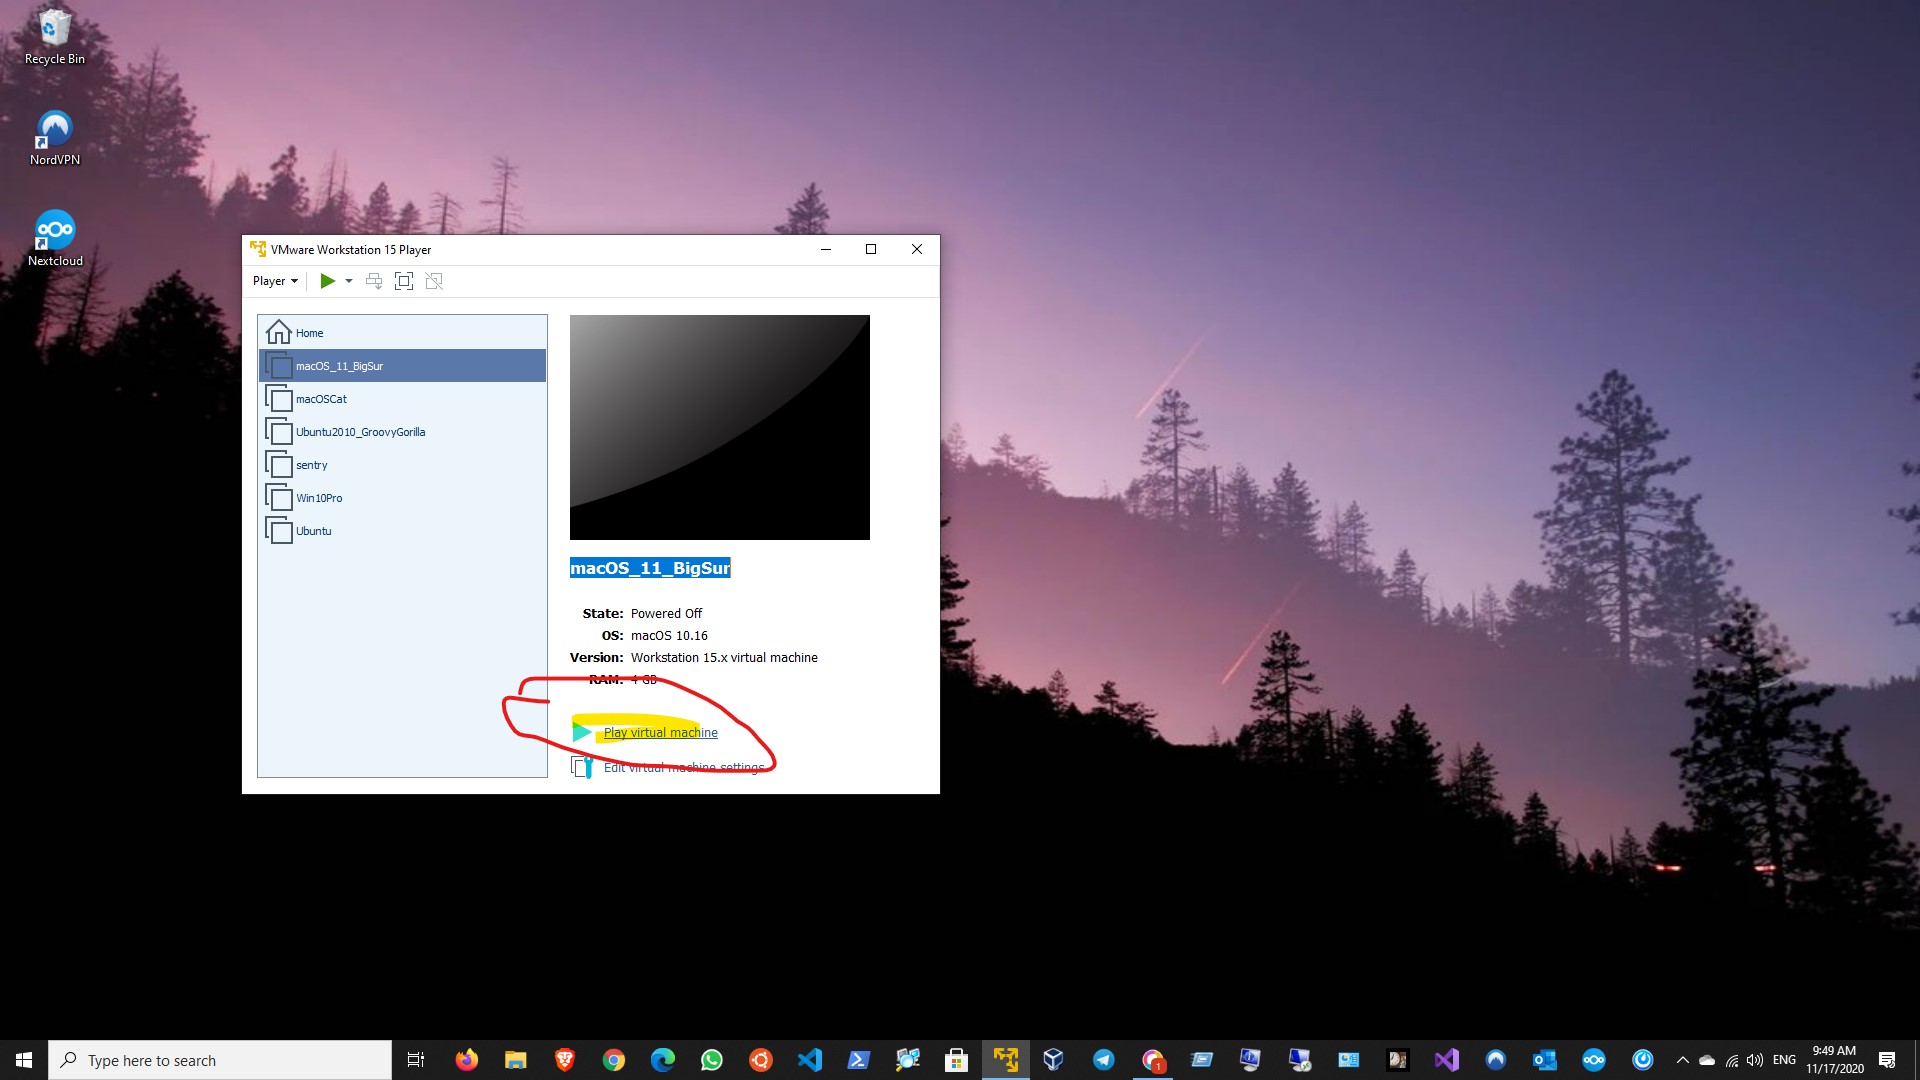 Recycle Bin
NordVPN
Nextcloud
VMware Workstation 15 Player
Player
Home
macOS_11_BigSur
macOSCat
Ubuntu2010_GroovyGorilla
sentry
Win10Pro
Ubuntu
macOS_11_BigSur
State: Powered Off
OS: macOS 10.16
Version: Workstation 15.x virtual machine
RAM: 4 GB
Play virtual machine
Edit virtual machine settings
Type here to search
1
ENG
9:49 AM
11/17/2020